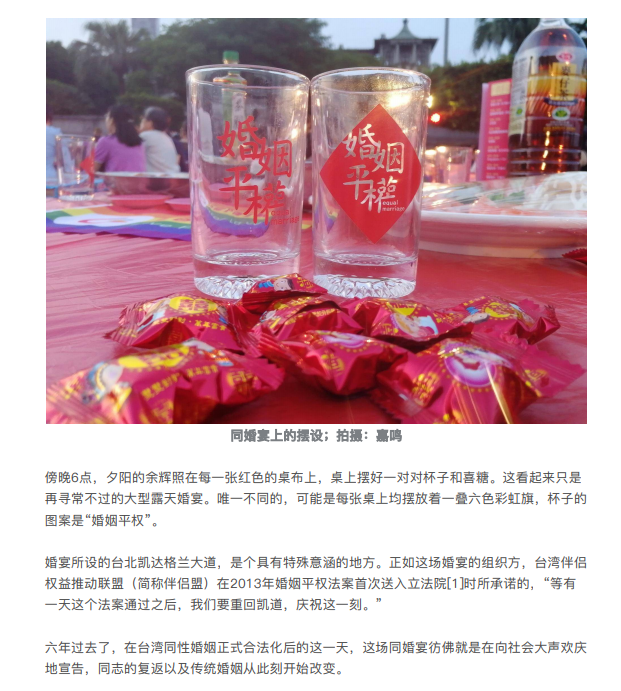 婚姻
平權
婚姻
平權
equal
marriage
同婚宴上的摆设；拍摄：嘉鸣
傍晚6点，夕阳的余辉照在每一张红色的桌布上，桌上摆好一对对杯子和喜糖。这看起来只是
再寻常不过的大型露天婚宴。唯一不同的，可能是每张桌上均摆放着一叠六色彩虹旗，杯子的
图案是“婚姻平权”。
婚宴所设的台北凯达格兰大道，是个具有特殊意涵的地方。正如这场婚宴的组织方，台湾伴侣
权益推动联盟（简称伴侣盟）在2013年婚姻平权法案首次送入立法院[1]时所承诺的，“等有
一天这个法案通过之后，我们要重回凯道，庆祝这一刻。”
六年过去了，在台湾同性婚姻正式合法化后的这一天，这场同婚宴彷佛就是在向社会大声欢庆
地宣告，同志的复返以及传统婚姻从此刻开始改变。